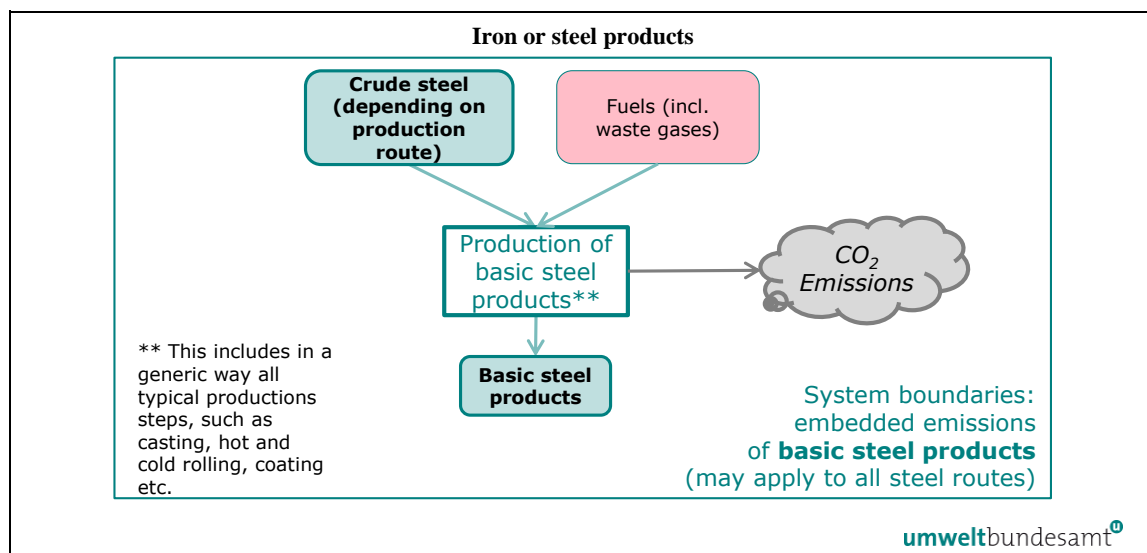 Iron or steel products
Crude steel
(depending on
production
route)
Fuels (incl.
waste gases)
Production of
basic steel
products**
CO₂
Emissions
Basic steel
products
** This includes in a
generic way all
typical productions
steps, such as
casting, hot and
cold rolling, coating
etc.
System boundaries:
embedded emissions
of basic steel products
(may apply to all steel routes)
umweltbundesamt
u